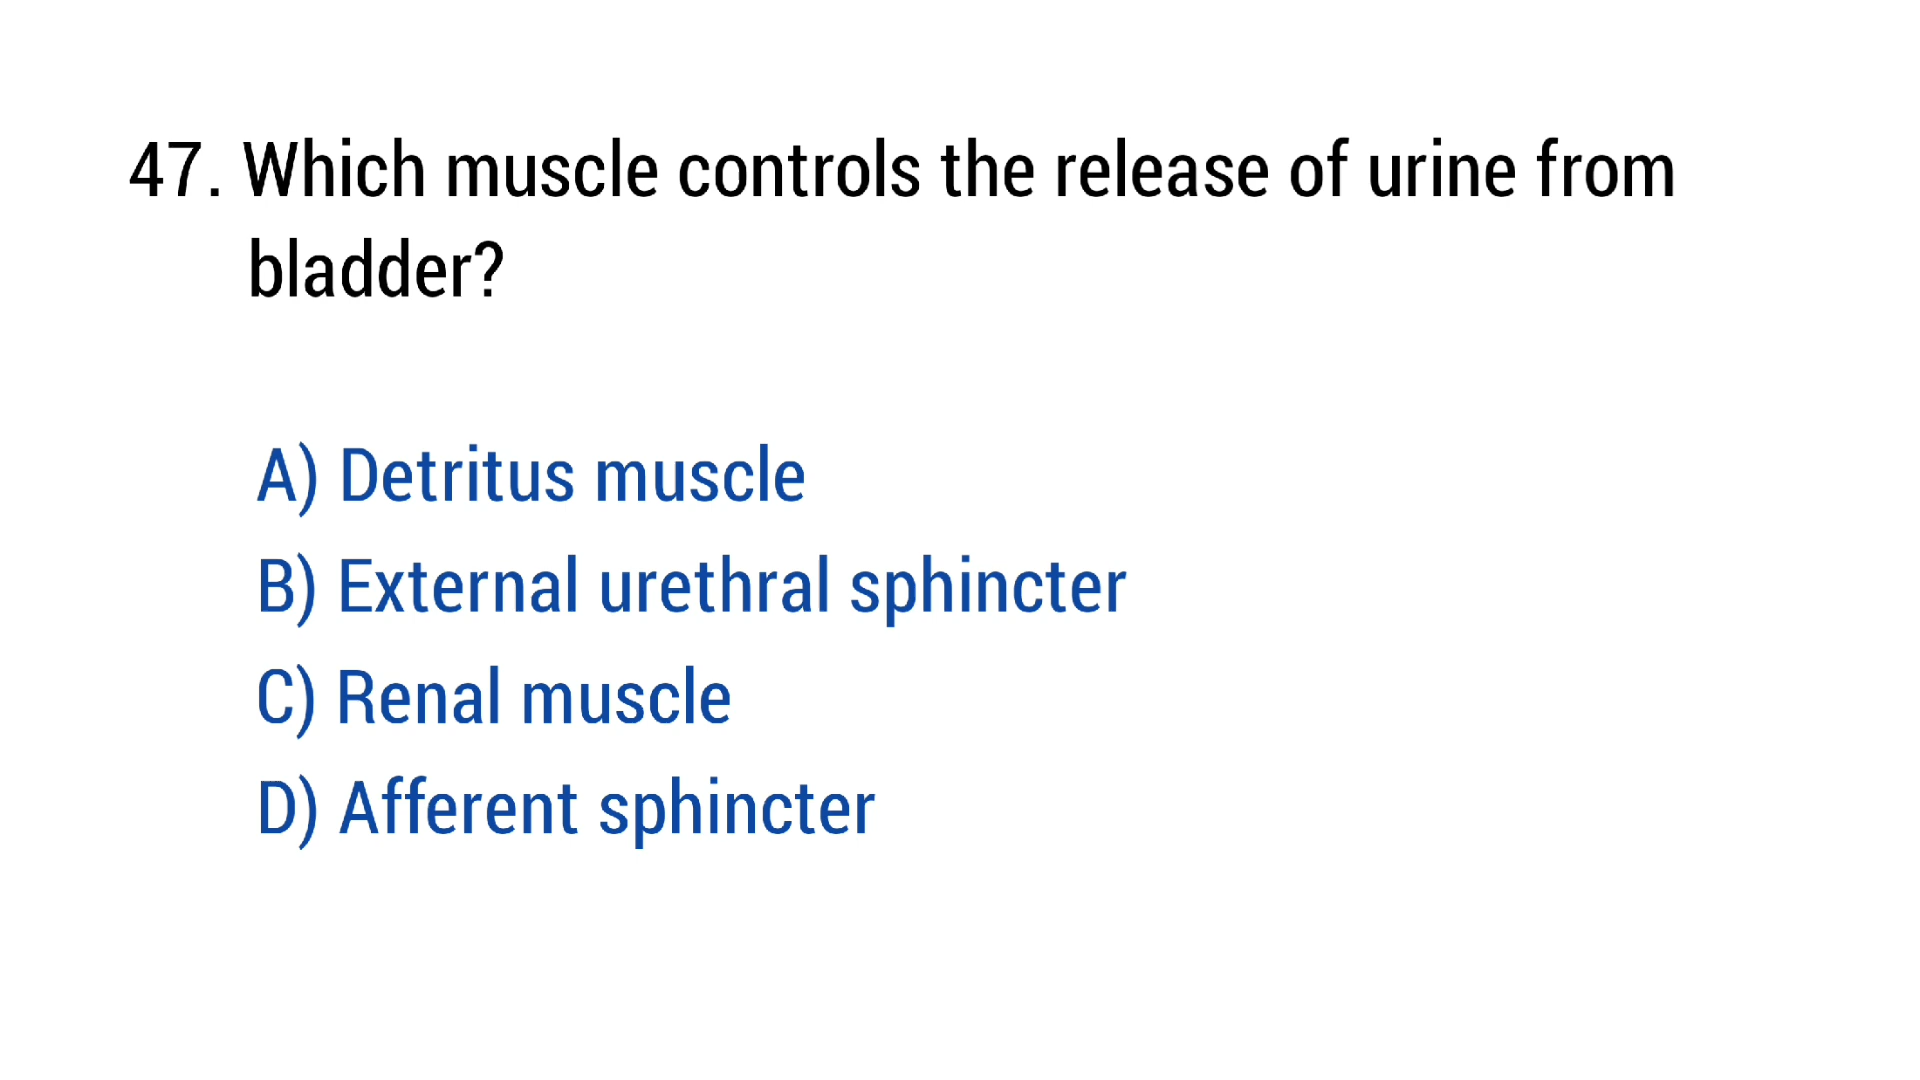 47. Which muscle controls the release of urine from
bladder?
A) Detritus muscle
B) External urethral sphincter
C) Renal muscle
D) Afferent sphincter